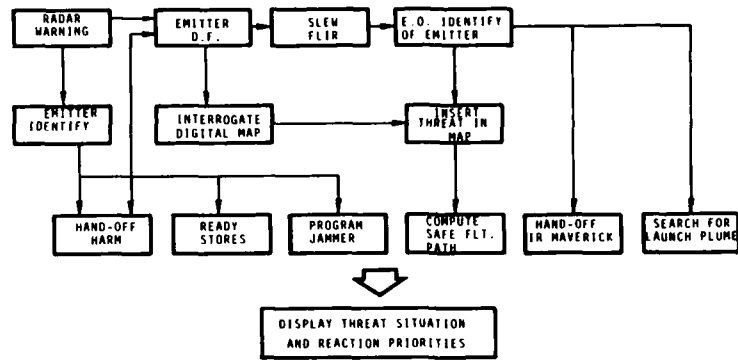 RADAR
WARNING
EMITTER
D.F.
SLEW
FLIR
E.O. IDENTIFY
OF EMITTER
EMITTER
IDENTIFY
INTERROGATE
DIGITAL MAP
INSERT
THREAT IN
MAP
HAND-OFF
HARM
READY
STORES
PROGRAM
JAMMER
COMPUTE
SAFE FLT.
PATH
HAND-OFF
IR MAVERICK
SEARCH FOR
LAUNCH PLUME
DISPLAY THREAT SITUATION
AND REACTION PRIORITIES